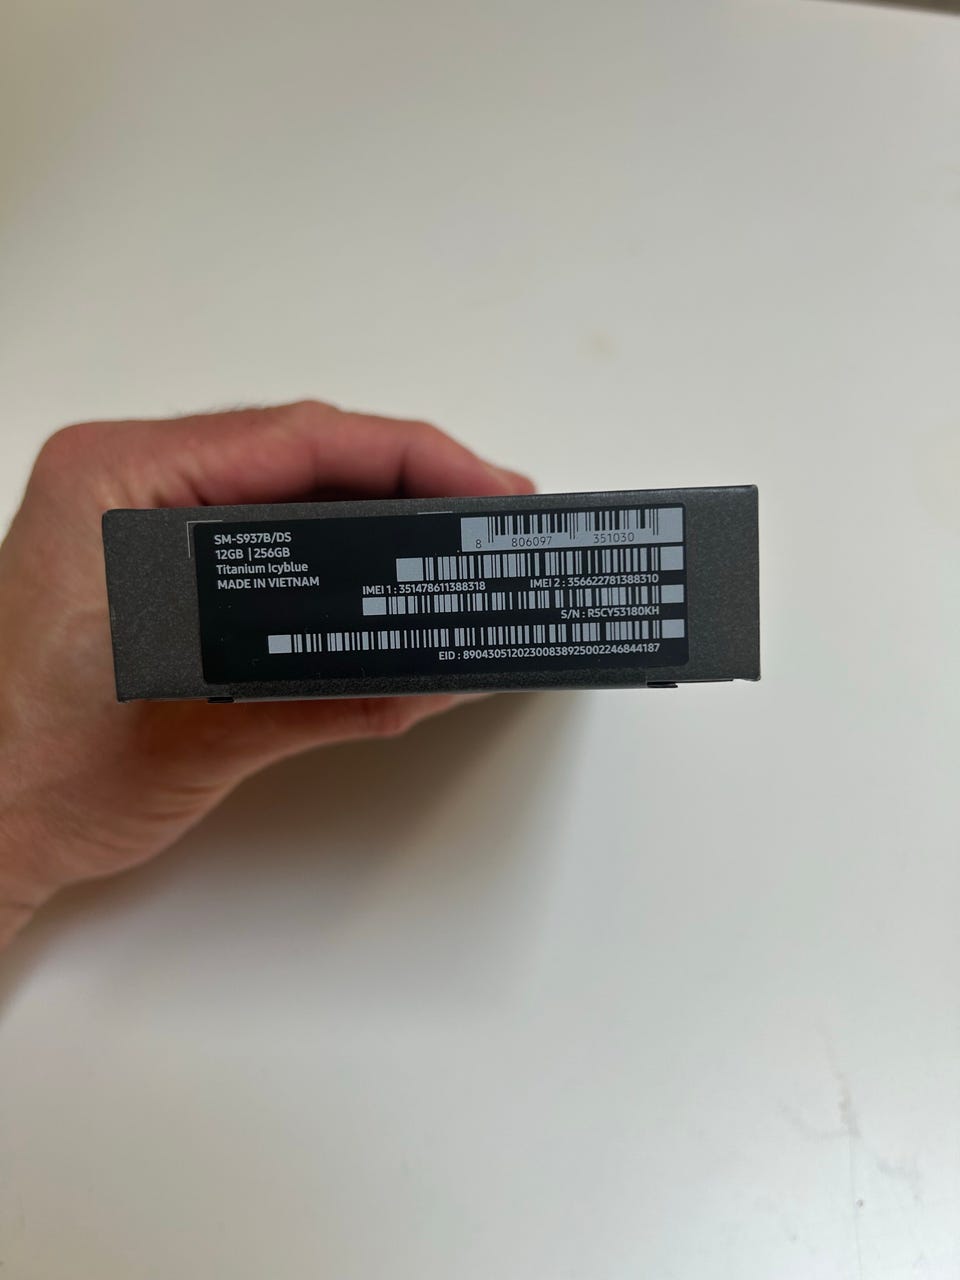 SM-S937B/DS
12GB | 256GB
Titanium Icyblue
MADE IN VIETNAM
8 806097 351030
IMEI 1 : 351478611388318 IMEI 2 : 356622781388310
S/N : R5CY53180KH
EID : 89043051202300838925002246844187